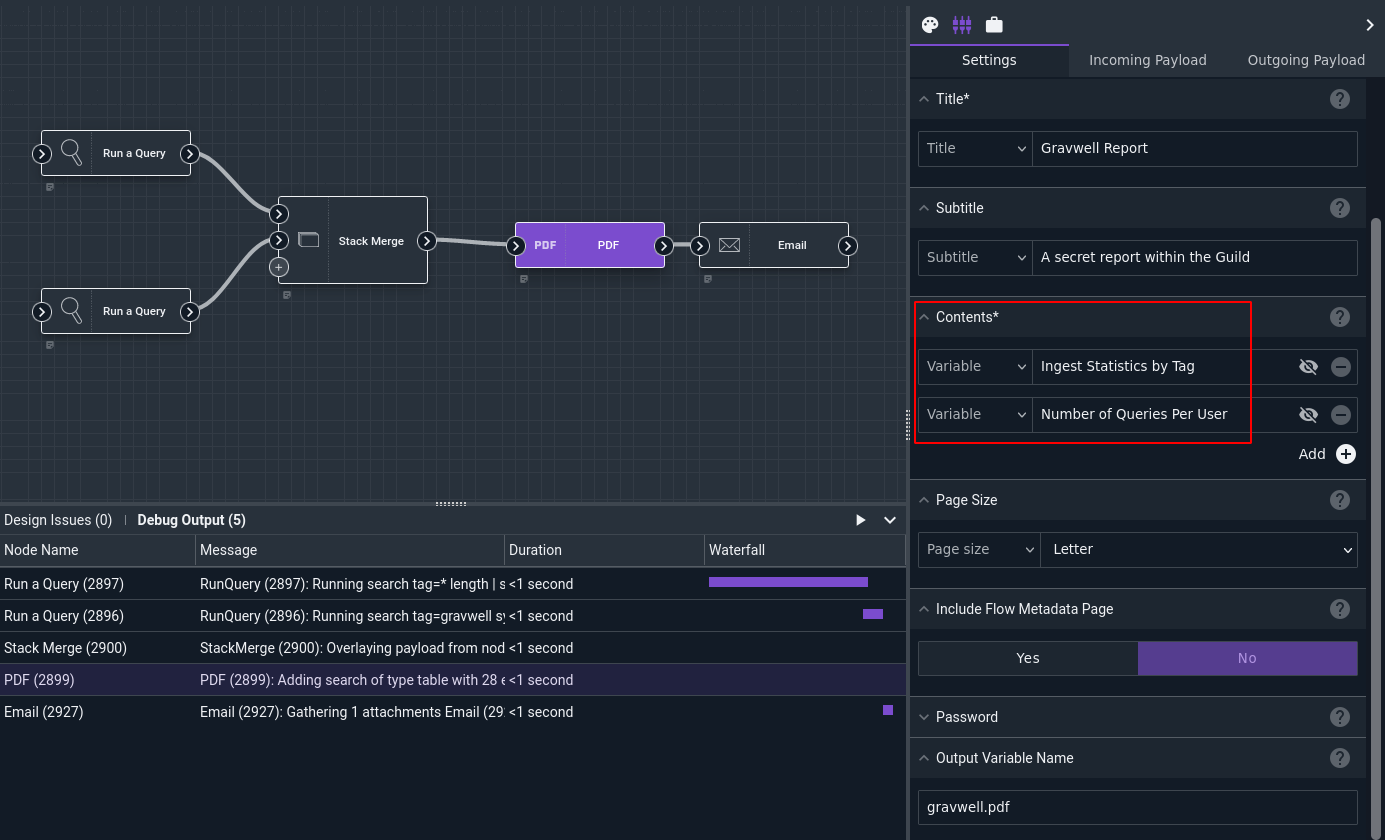 Run a Query
Run a Query
Stack Merge
PDF PDF
Email
Design Issues (0) Debug Output (5)
Node Name Message Duration Waterfall
Run a Query (2897) RunQuery (2897): Running search tag=* length | s <1 second
Run a Query (2896) RunQuery (2896): Running search tag=gravwell sy <1 second
Stack Merge (2900) StackMerge (2900): Overlaying payload from nod <1 second
PDF (2899) PDF (2899): Adding search of type table with 28 e <1 second
Email (2927) Email (2927): Gathering 1 attachments Email (29 <1 second
Settings Incoming Payload Outgoing Payload
Title*
Title Gravwell Report
Subtitle
Subtitle A secret report within the Guild
Contents*
Variable Ingest Statistics by Tag
Variable Number of Queries Per User
Add
Page Size
Page size Letter
Include Flow Metadata Page
Yes No
Password
Output Variable Name
gravwell.pdf